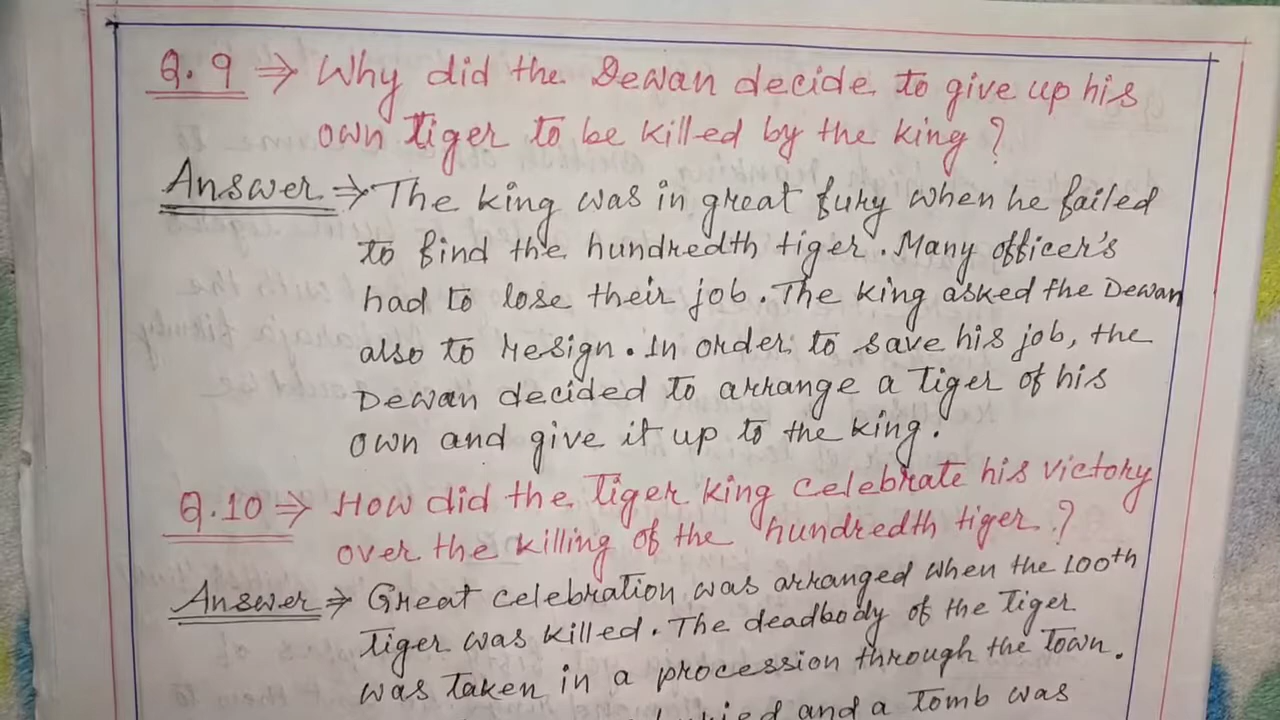 Q.9 ⇒ Why did the Dewan decide to give up his
own tiger to be killed by the king ?
Answer ⇒ The king was in great fury when he failed
to find the hundredth tiger. Many officer's
had to lose their job. The king asked the Dewan
also to resign. In order to save his job, the
Dewan decided to arrange a tiger of his
own and give it up to the king.
Q.10 ⇒ How did the tiger king celebrate his victory
over the killing of the hundredth tiger ?
Answer ⇒ Great celebration was arranged when the 100th
tiger was killed. The deadbody of the tiger
was taken in a procession through the town.
and a tomb was